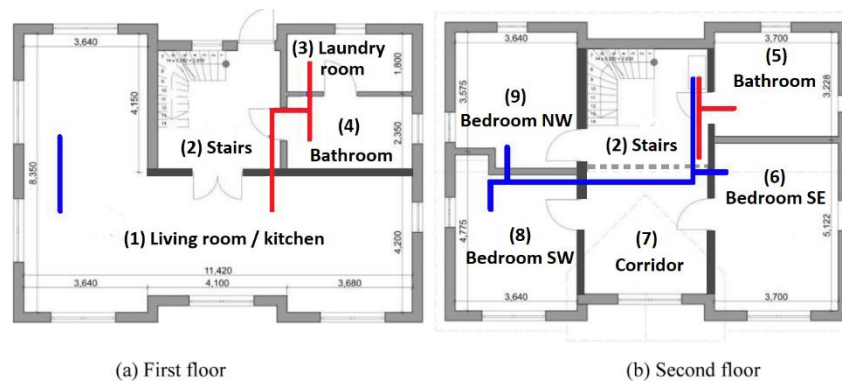 3,640
(3) Laundry
room
1,800
4,150
(2) Stairs
(4)
Bathroom
2,350
8,350
(1) Living room / kitchen
4,200
11,420
3,640
4,100
3,680
(a) First floor
3,640
3,700
(5)
Bathroom
3,575
3,228
(9)
Bedroom NW
(2) Stairs
(6)
Bedroom SE
4,775
(8)
Bedroom SW
(7)
Corridor
5,122
3,640
3,700
(b) Second floor